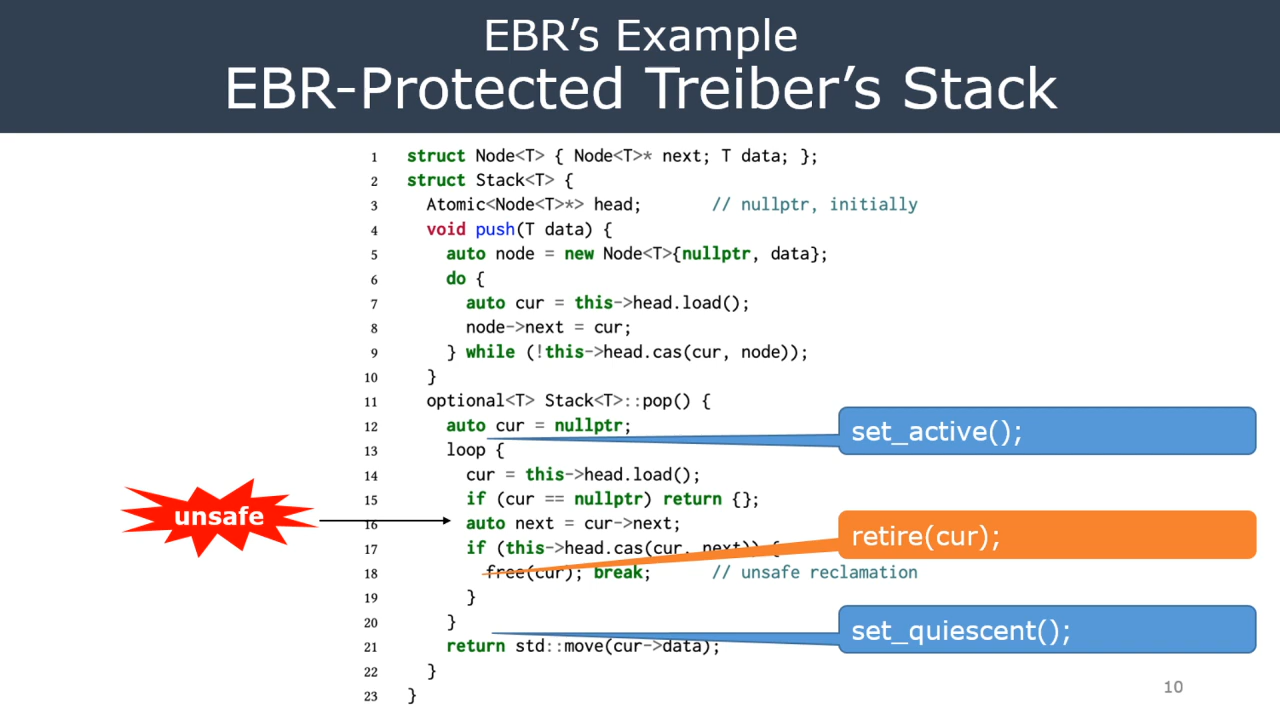 EBR’s Example
EBR-Protected Treiber’s Stack
1 struct Node<T> { Node<T>* next; T data; };
2 struct Stack<T> {
3 Atomic<Node<T>*> head; // nullptr, initially
4 void push(T data) {
5 auto node = new Node<T>{nullptr, data};
6 do {
7 auto cur = this->head.load();
8 node->next = cur;
9 } while (!this->head.cas(cur, node));
10 }
11 optional<T> Stack<T>::pop() {
12 auto cur = nullptr;
set_active();
13 loop {
14 cur = this->head.load();
15 if (cur == nullptr) return {};
unsafe
16 auto next = cur->next;
retire(cur);
17 if (this->head.cas(cur, next)) {
18 free(cur); break; // unsafe reclamation
19 }
20 }
set_quiescent();
21 return std::move(cur->data);
22 }
23 }
10